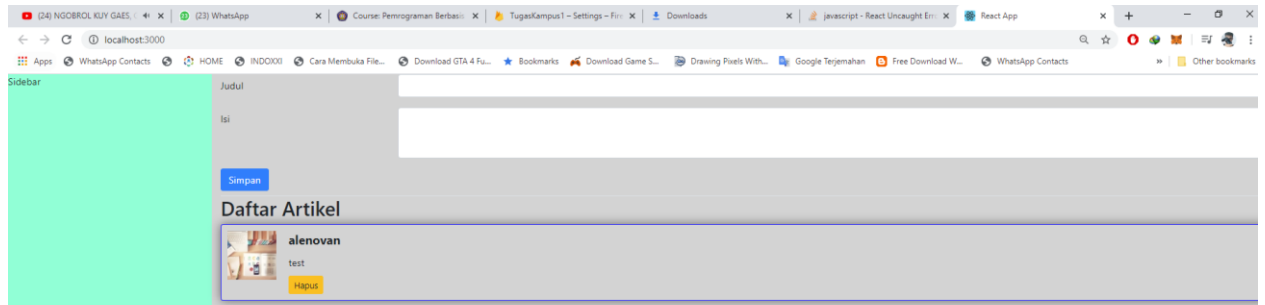 (24) NGOBROL KUY GAES, (
(23) WhatsApp
Course: Pemrograman Berbasis
TugasKampus1 – Settings – Fire
Downloads
javascript - React Uncaught Erro
React App
localhost:3000
Apps
WhatsApp Contacts
HOME
INDOXXI
Cara Membuka File...
Download GTA 4 Fu...
Bookmarks
Download Game S...
Drawing Pixels With...
Google Terjemahan
Free Download W...
WhatsApp Contacts
Other bookmarks
Sidebar
Judul
Isi
Simpan
Daftar Artikel
alenovan
test
Hapus